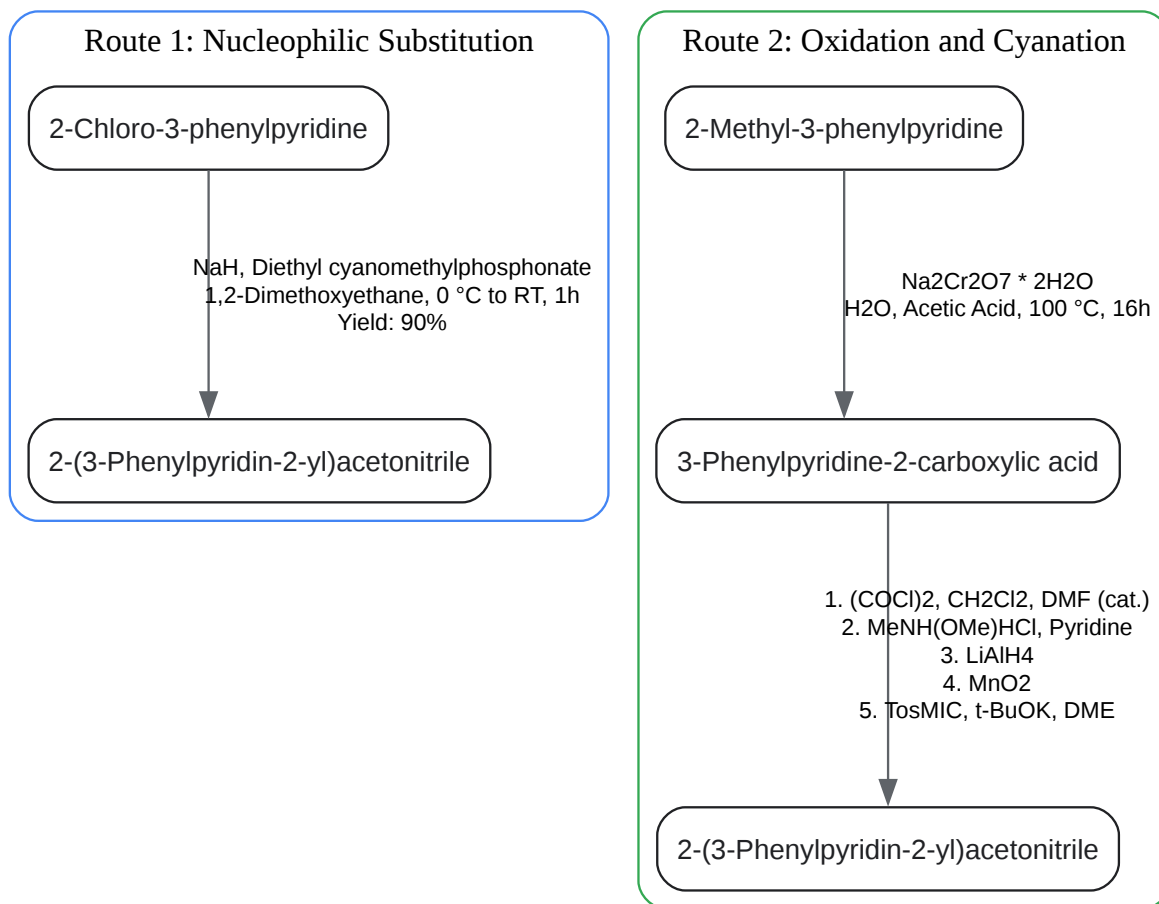 Route 1: Nucleophilic Substitution
2-Chloro-3-phenylpyridine
NaH, Diethyl cyanomethylphosphonate
1,2-Dimethoxyethane, 0 °C to RT, 1h
Yield: 90%
2-(3-Phenylpyridin-2-yl)acetonitrile
Route 2: Oxidation and Cyanation
2-Methyl-3-phenylpyridine
Na2Cr2O7 * 2H2O
H2O, Acetic Acid, 100 °C, 16h
3-Phenylpyridine-2-carboxylic acid
1. (COCl)2, CH2Cl2, DMF (cat.)
2. MeNH(OMe)HCl, Pyridine
3. LiAlH4
4. MnO2
5. TosMIC, t-BuOK, DME
2-(3-Phenylpyridin-2-yl)acetonitrile